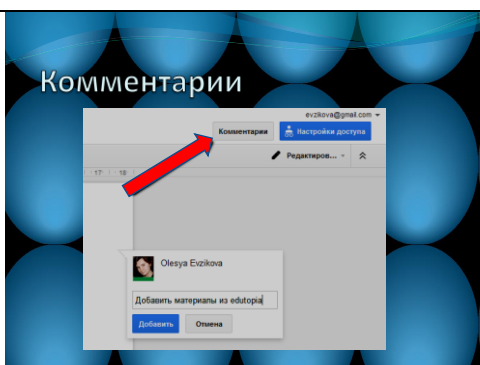 Комментарии
evzikova@gmail.com
Комментарии
Настройки доступа
Редактиров...
17 18
Olesya Evzikova
Добавить материалы из edutopia
Добавить Отмена